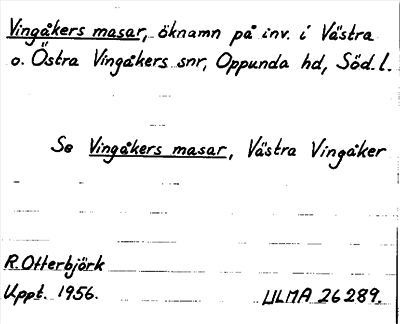 Vingåkers masar, öknamn på inv. i Västra
o. Östra Vingåkers snr, Oppunda hd, Söd. l.
Se Vingåkers masar, Västra Vingåker
R. Otterbjörk
Uppt. 1956. ULMA 26289.